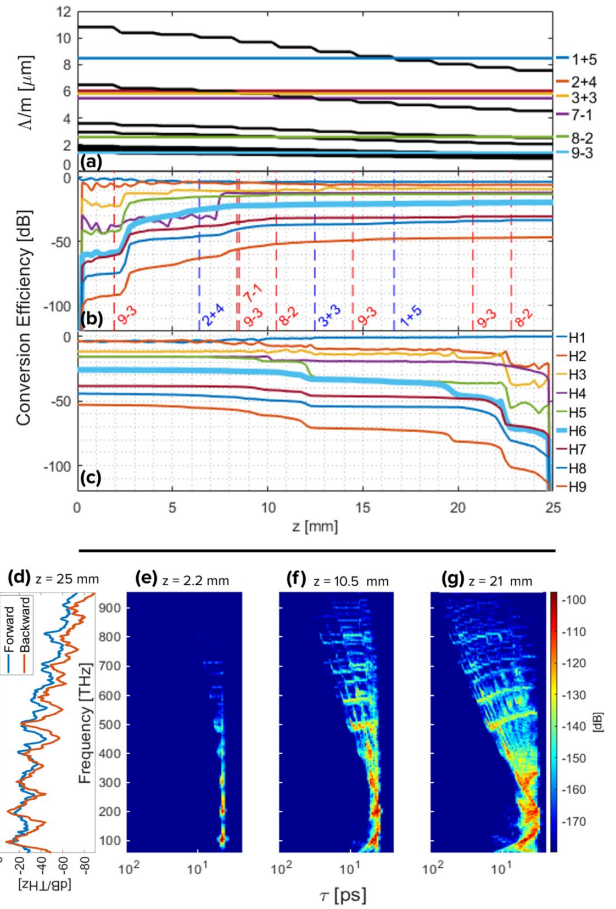 12
10
8
6
4
2
0
Λ/m [μm]
(a)
1+5
2+4
3+3
7-1
8-2
9-3
0
-50
-100
Conversion Efficiency [dB]
(b)
9-3
2+4
7-1
9-3
8-2
3+3
9-3
1+5
9-3
8-2
0
-50
-100
(c)
H1
H2
H3
H4
H5
H6
H7
H8
H9
0
5
10
15
20
25
z [mm]
(d) z = 25 mm
Forward
Backward
0
-20
-40
-60
-80
[dB/THz]
(e) z = 2.2 mm
(f) z = 10.5 mm
(g) z = 21 mm
Frequency [THz]
900
800
700
600
500
400
300
200
100
10²
10¹
10²
10¹
10²
10¹
τ [ps]
-100
-110
-120
-130
-140
-150
-160
-170
[dB]